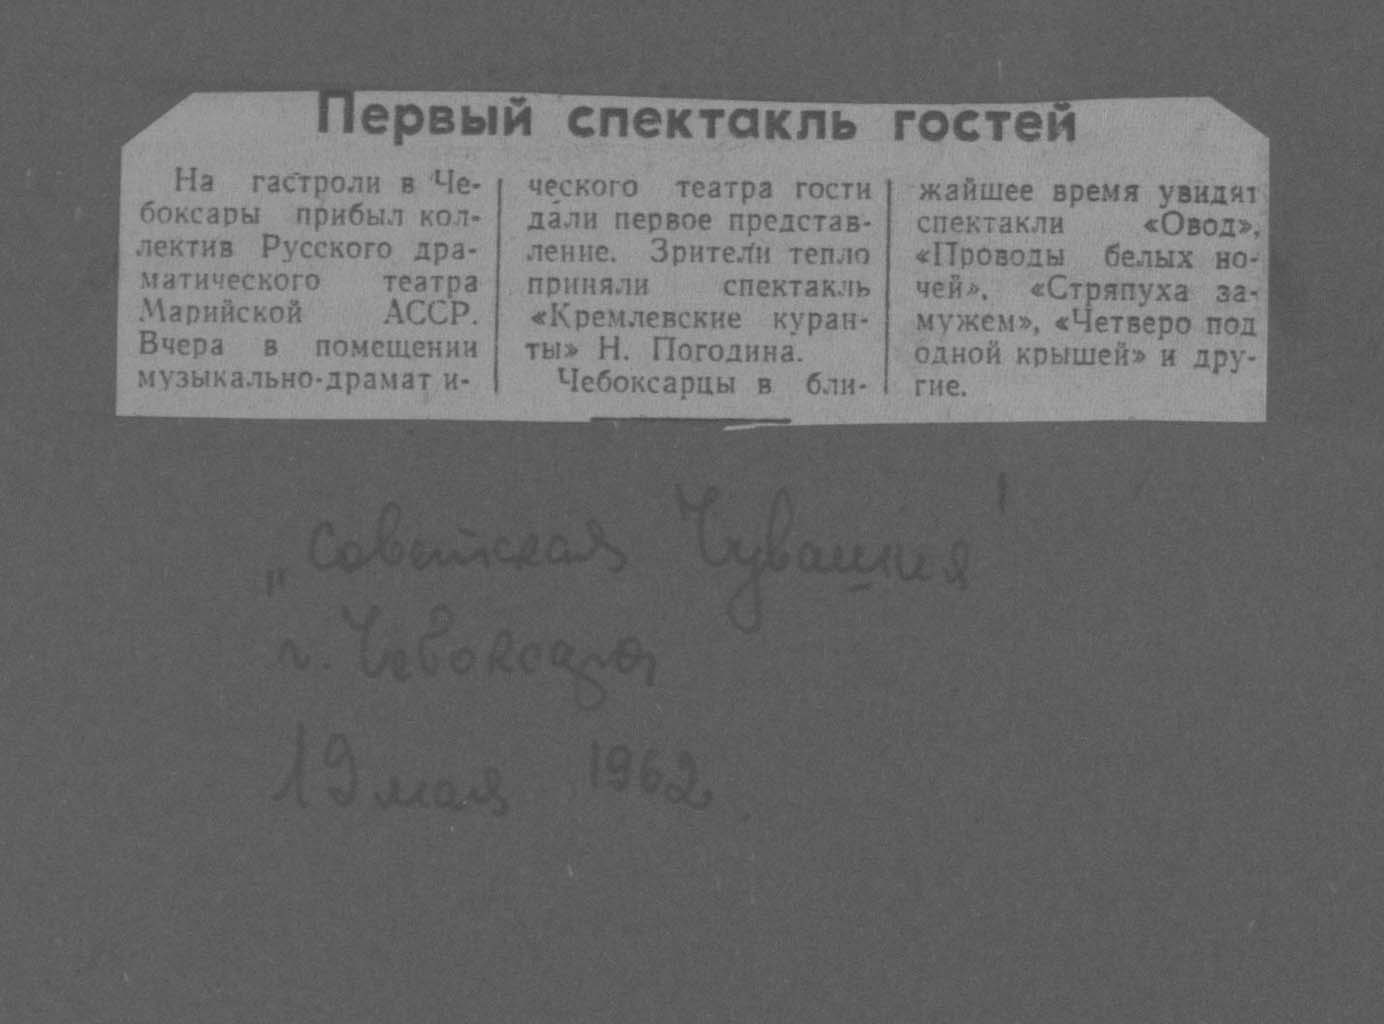 Первый спектакль гостей
На гастроли в Че-
боксары прибыл кол-
лектив Русского дра-
матического театра
Марийской АССР.
Вчера в помещении
музыкально-драмат и-
ческого театра гости
дали первое представ-
ление. Зрители тепло
приняли спектакль
«Кремлевские куран-
ты» Н. Погодина.
Чебоксарцы в бли-
жайшее время увидят
спектакли «Овод»,
«Проводы белых но-
чей», «Стряпуха за-
мужем», «Четверо под
одной крышей» и дру-
гие.
„Советская Чувашия"
г. Чебоксары
19 мая 1962